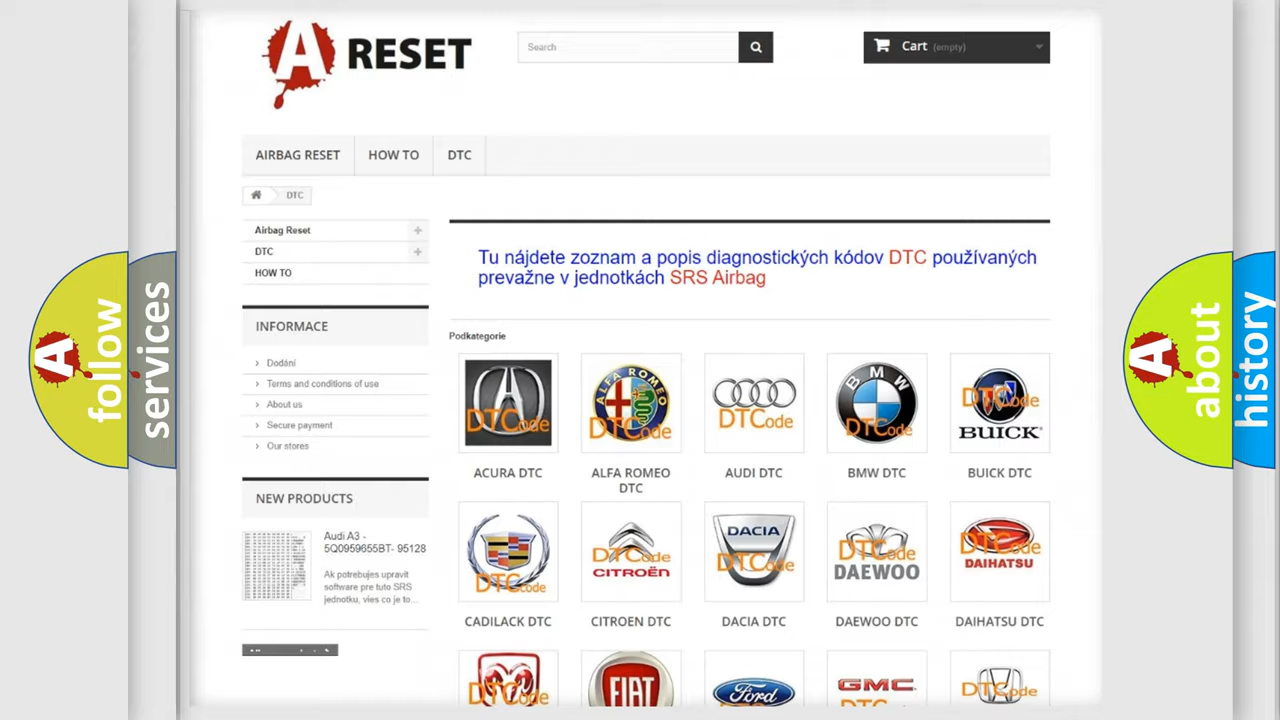 A RESET
Search
Cart (empty)
AIRBAG RESET
HOW TO
DTC
DTC
Airbag Reset
DTC
HOW TO
INFORMACE
Dodání
Terms and conditions of use
About us
Secure payment
Our stores
NEW PRODUCTS
Audi A3 -
5Q0959655BT- 95128
Ak potrebujes upravit
software pre tuto SRS
jednotku, vies co je to...
Tu nájdete zoznam a popis diagnostických kódov DTC používaných
prevažne v jednotkách SRS Airbag
Podkategorie
DTCode
ALFA ROMEO
DTCode
DTCode
BMW
DTCode
DTCode
BUICK
ACURA DTC
ALFA ROMEO
DTC
AUDI DTC
BMW DTC
BUICK DTC
DTCode
DTCode
CITROËN
DACIA
DTCode
DTCode
DAEWOO
DTCode
DAIHATSU
CADILACK DTC
CITROEN DTC
DACIA DTC
DAEWOO DTC
DAIHATSU DTC
DTCode
FIAT
Ford
GMC
DTCode
A follow
services
A about
history